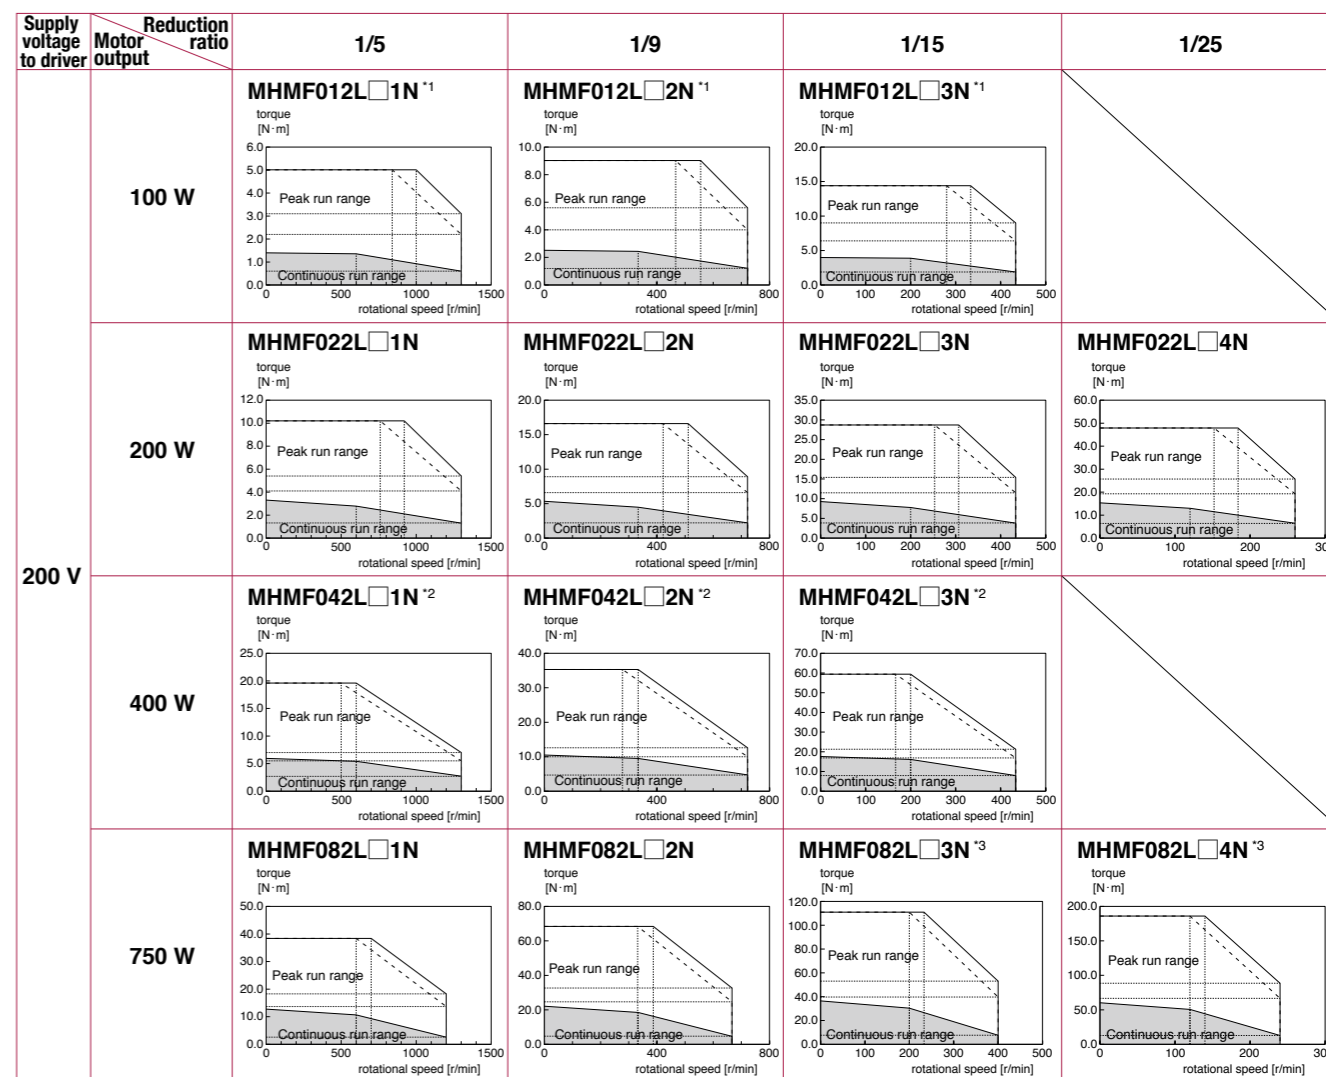 Supply voltage to driver
Reduction ratio
Motor output
1/5
1/9
1/15
1/25
200 V
100 W
MHMF012L□1N *1
torque
[N·m]
6.0
5.0
4.0
3.0
2.0
1.0
0.0
Peak run range
Continuous run range
0 500 1000 1500
rotational speed [r/min]
MHMF012L□2N *1
torque
[N·m]
10.0
8.0
6.0
4.0
2.0
0.0
Peak run range
Continuous run range
0 400 800
rotational speed [r/min]
MHMF012L□3N *1
torque
[N·m]
20.0
15.0
10.0
5.0
0.0
Peak run range
Continuous run range
0 100 200 300 400 500
rotational speed [r/min]
200 W
MHMF022L□1N
torque
[N·m]
12.0
10.0
8.0
6.0
4.0
2.0
0.0
Peak run range
Continuous run range
0 500 1000 1500
rotational speed [r/min]
MHMF022L□2N
torque
[N·m]
20.0
15.0
10.0
5.0
0.0
Peak run range
Continuous run range
0 400 800
rotational speed [r/min]
MHMF022L□3N
torque
[N·m]
35.0
30.0
25.0
20.0
15.0
10.0
5.0
0.0
Peak run range
Continuous run range
0 100 200 300 400 500
rotational speed [r/min]
MHMF022L□4N
torque
[N·m]
60.0
50.0
40.0
30.0
20.0
10.0
0.0
Peak run range
Continuous run range
0 100 200
rotational speed [r/min]
400 W
MHMF042L□1N *2
torque
[N·m]
25.0
20.0
15.0
10.0
5.0
0.0
Peak run range
Continuous run range
0 500 1000 1500
rotational speed [r/min]
MHMF042L□2N *2
torque
[N·m]
40.0
30.0
20.0
10.0
0.0
Peak run range
Continuous run range
0 400 800
rotational speed [r/min]
MHMF042L□3N *2
torque
[N·m]
70.0
60.0
50.0
40.0
30.0
20.0
10.0
0.0
Peak run range
Continuous run range
0 100 200 300 400 500
rotational speed [r/min]
750 W
MHMF082L□1N
torque
[N·m]
50.0
40.0
30.0
20.0
10.0
0.0
Peak run range
Continuous run range
0 500 1000 1500
rotational speed [r/min]
MHMF082L□2N
torque
[N·m]
80.0
60.0
40.0
20.0
0.0
Peak run range
Continuous run range
0 400 800
rotational speed [r/min]
MHMF082L□3N *3
torque
[N·m]
120.0
100.0
80.0
60.0
40.0
20.0
0.0
Peak run range
Continuous run range
0 100 200 300 400 500
rotational speed [r/min]
MHMF082L□4N *3
torque
[N·m]
200.0
150.0
100.0
50.0
0.0
Peak run range
Continuous run range
0 100 200
rotational speed [r/min]